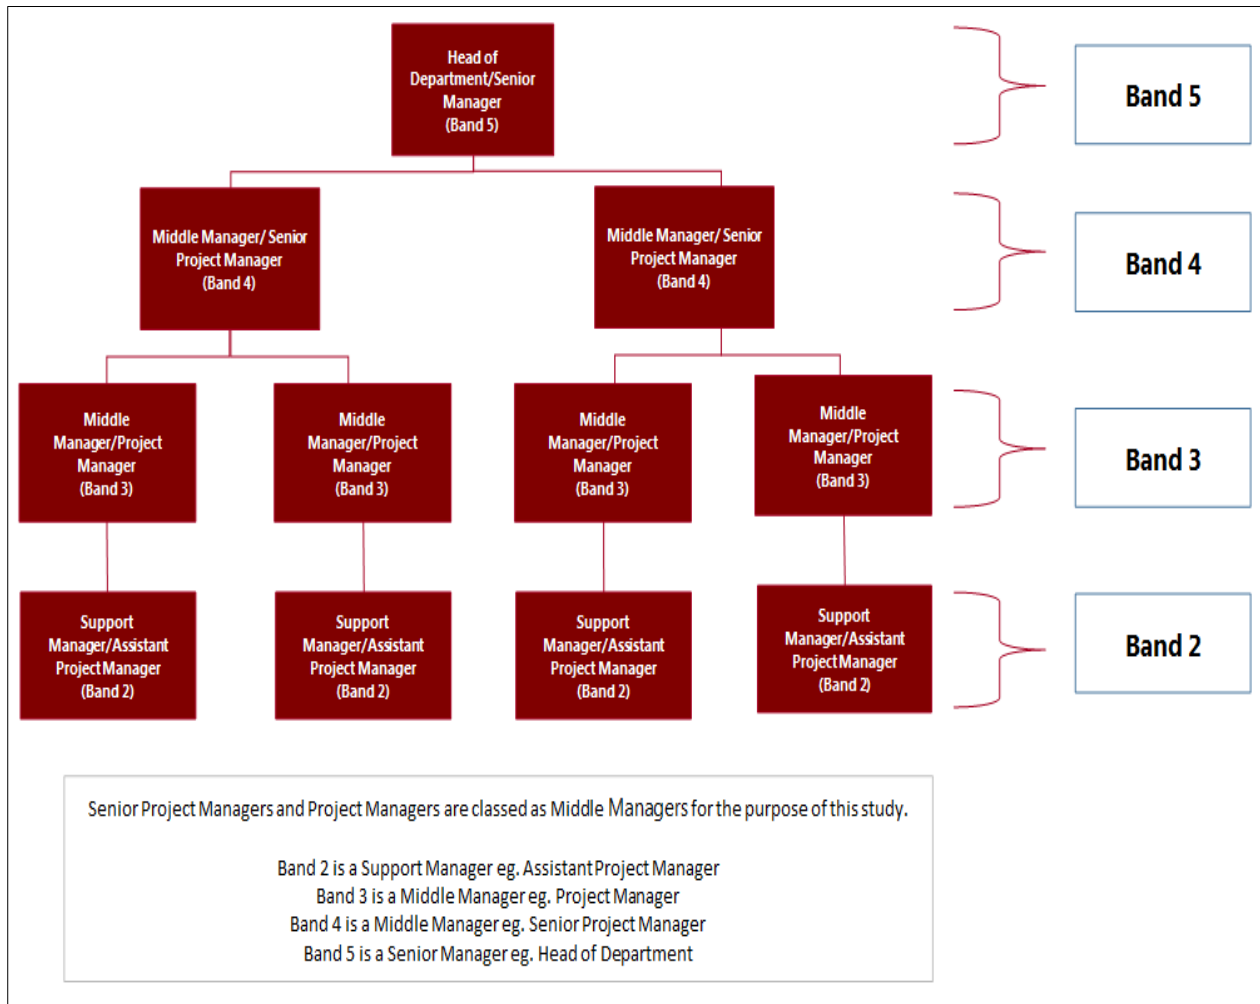 Head of
Department/Senior
Manager
(Band 5)
Band 5
Middle Manager/ Senior
Project Manager
(Band 4)
Middle Manager/ Senior
Project Manager
(Band 4)
Band 4
Middle
Manager/Project
Manager
(Band 3)
Middle
Manager/Project
Manager
(Band 3)
Middle
Manager/Project
Manager
(Band 3)
Middle
Manager/Project
Manager
(Band 3)
Band 3
Support
Manager/Assistant
Project Manager
(Band 2)
Support
Manager/Assistant
Project Manager
(Band 2)
Support
Manager/Assistant
Project Manager
(Band 2)
Support
Manager/Assistant
Project Manager
(Band 2)
Band 2
Senior Project Managers and Project Managers are classed as Middle Managers for the purpose of this study.
Band 2 is a Support Manager eg. Assistant Project Manager
Band 3 is a Middle Manager eg. Project Manager
Band 4 is a Middle Manager eg. Senior Project Manager
Band 5 is a Senior Manager eg. Head of Department